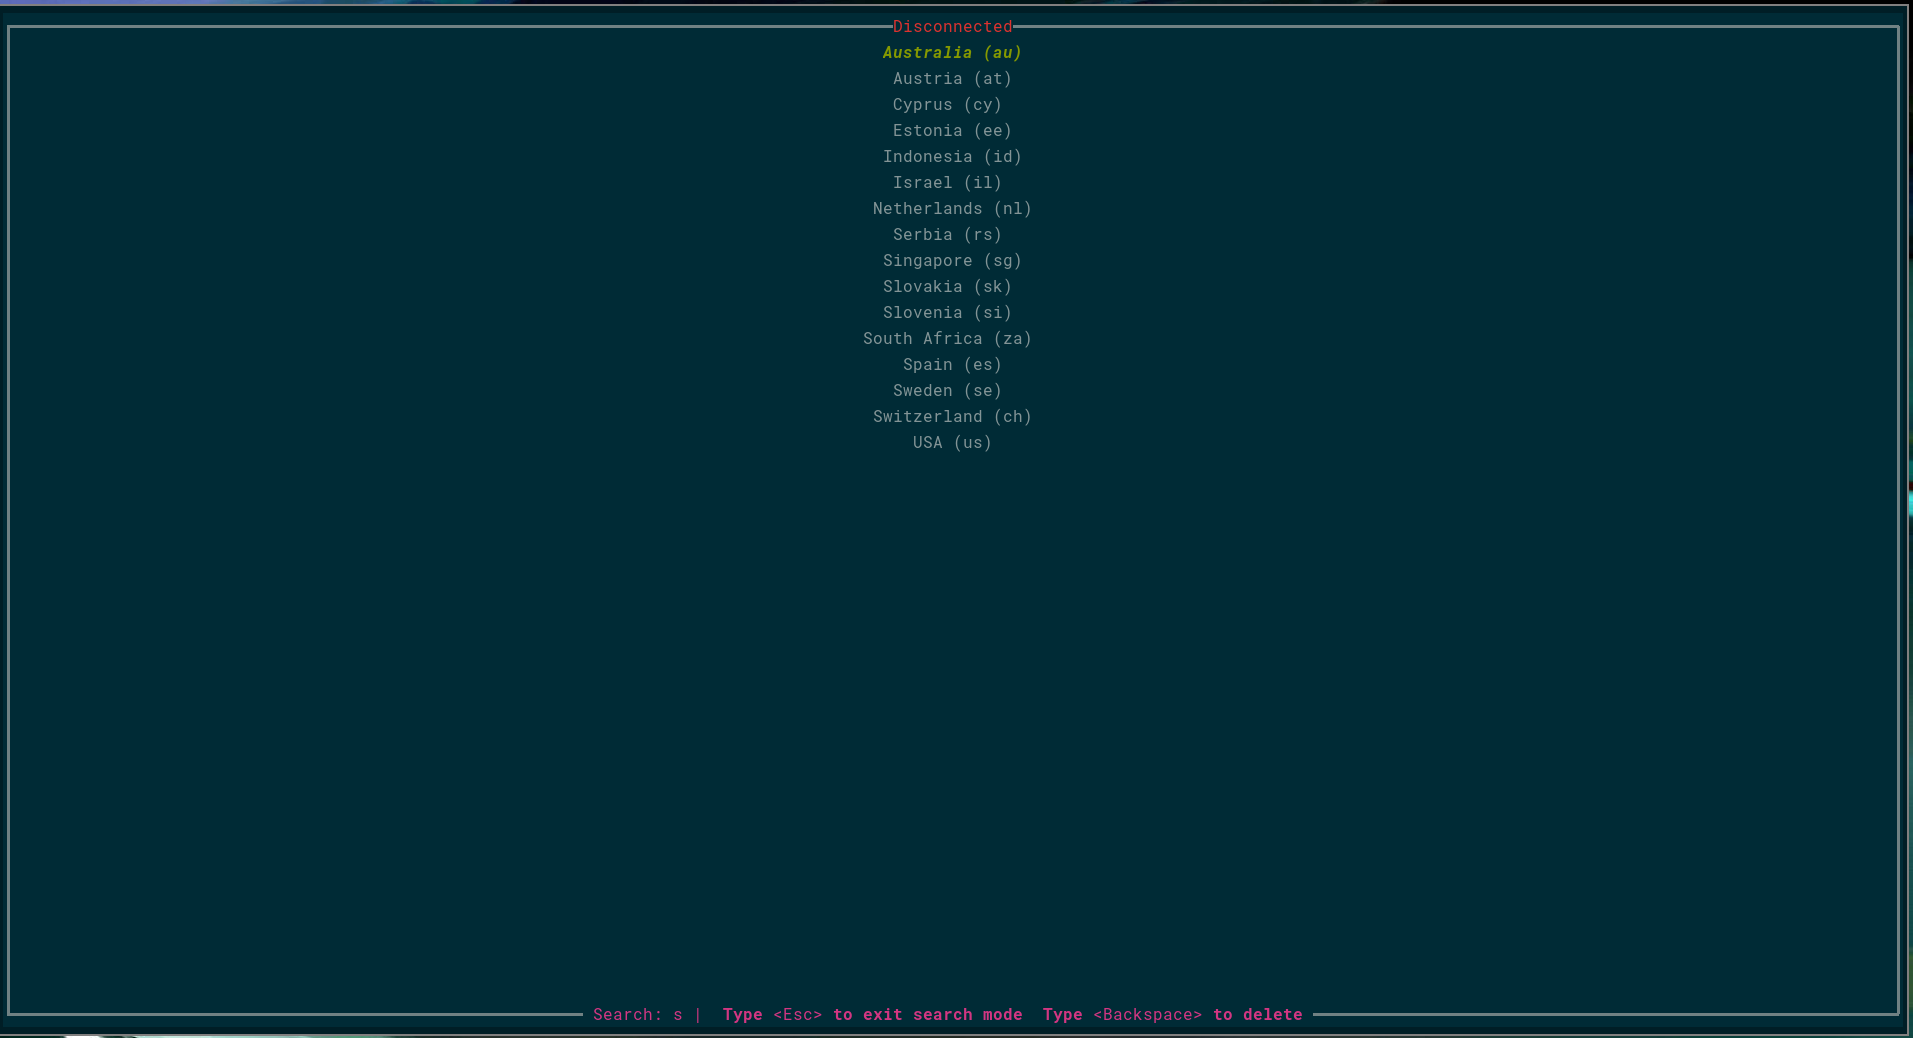 Disconnected
Australia (au)
Austria (at)
Cyprus (cy)
Estonia (ee)
Indonesia (id)
Israel (il)
Netherlands (nl)
Serbia (rs)
Singapore (sg)
Slovakia (sk)
Slovenia (si)
South Africa (za)
Spain (es)
Sweden (se)
Switzerland (ch)
USA (us)
Search: s | Type <Esc> to exit search mode Type <Backspace> to delete